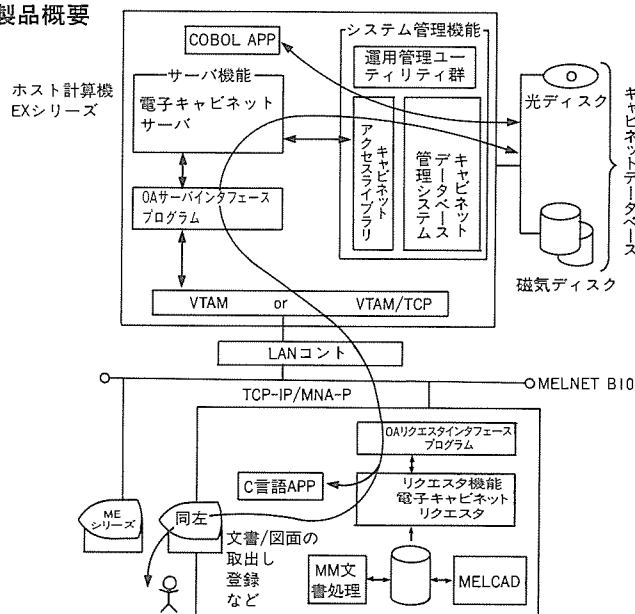 製品概要
ホスト計算機
EXシリーズ
COBOL APP
サーバ機能
電子キャビネット
サーバ
OAサーバインタフェース
プログラム
システム管理機能
運用管理ユー
ティリティ群
キャビネット
アクセスライブラリ
キャビネット
データベース
管理システム
光ディスク
磁気ディスク
キャビネットデータベース
VTAM or VTAM/TCP
LANコント
TCP-IP/MNA-P
MELNET B10
OAリクエスタインタフェース
プログラム
C言語APP
リクエスタ機能
電子キャビネット
リクエスタ
ME
シリーズ
同左
文書/図面の
取出し
登録
など
MM文
書処理
MELCAD